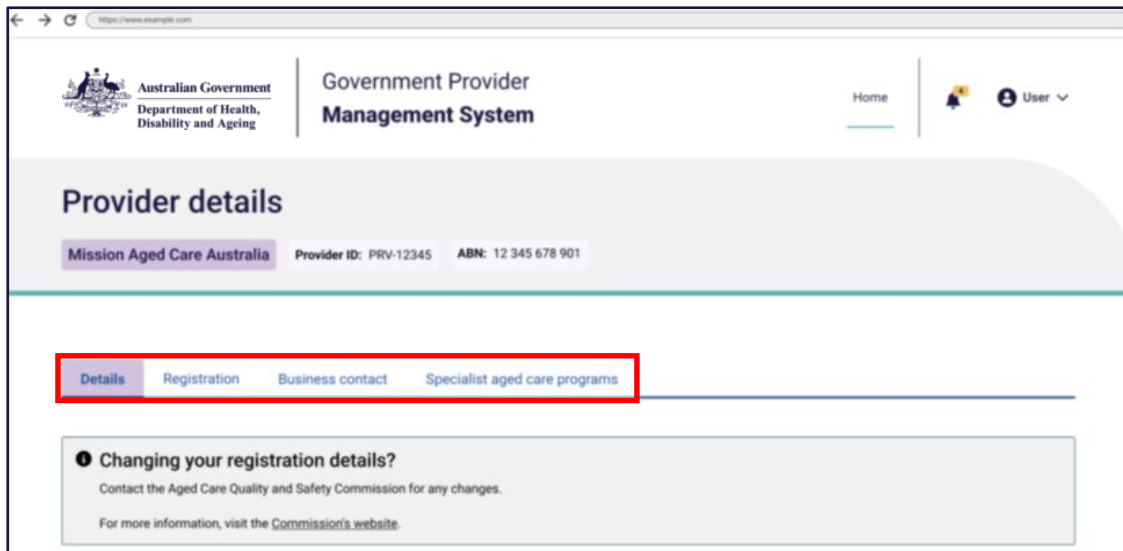 https://www.example.com
Australian Government
Department of Health,
Disability and Ageing
Government Provider
Management System
Home
4
User
Provider details
Mission Aged Care Australia
Provider ID: PRV-12345
ABN: 12 345 678 901
Details
Registration
Business contact
Specialist aged care programs
Changing your registration details?
Contact the Aged Care Quality and Safety Commission for any changes.
For more information, visit the Commission's website.